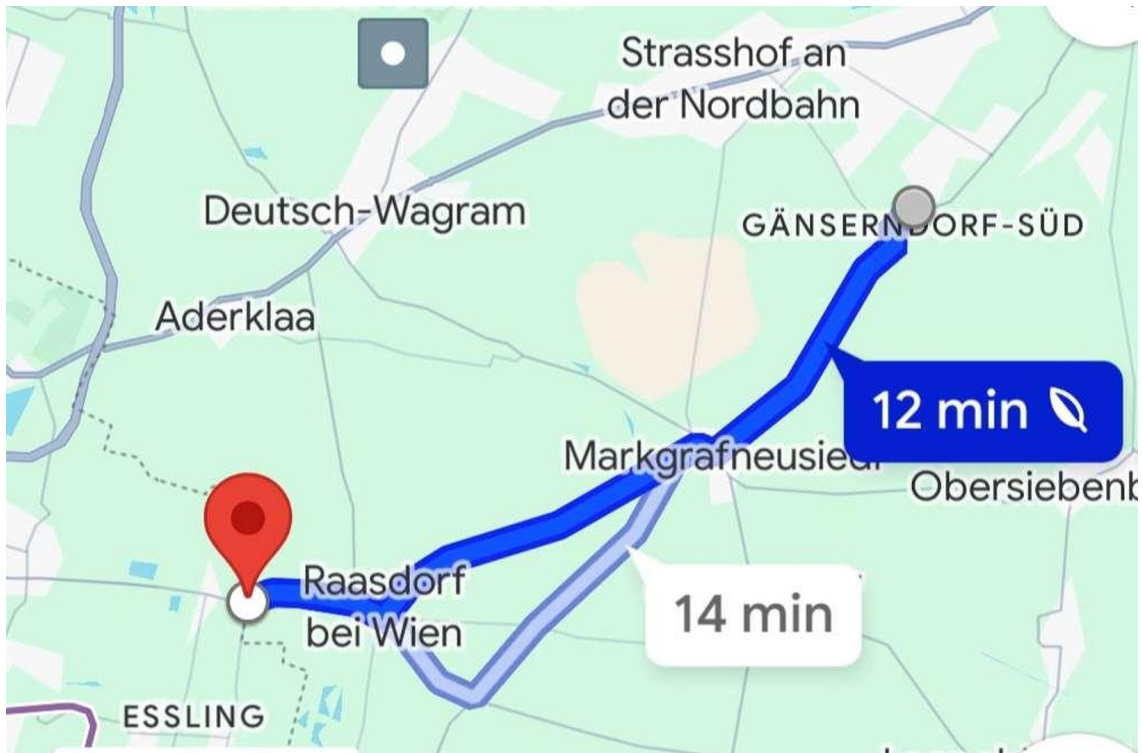 Strasshof an
der Nordbahn
Deutsch-Wagram
GÄNSERNDORF-SÜD
Aderklaa
12 min
Markgrafneusiedl
Obersiebenb
Raasdorf
bei Wien
14 min
ESSLING